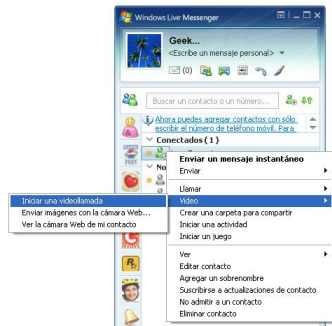 Windows Live Messenger
Geek...
<Escribe un mensaje personal>
(0)
Buscar un contacto o un número...
Ahora puedes agregar contactos con sólo
escribir el número de teléfono móvil. Para
Conectados (1)
No
Enviar un mensaje instantáneo
Enviar
Llamar
Vídeo
Iniciar una videollamada
Enviar imágenes con la cámara Web...
Ver la cámara Web de mi contacto
Crear una carpeta para compartir
Iniciar una actividad
Iniciar un juego
Ver
Editar contacto
Agregar un sobrenombre
Suscribirse a actualizaciones de contacto
No admitir a un contacto
Eliminar contacto